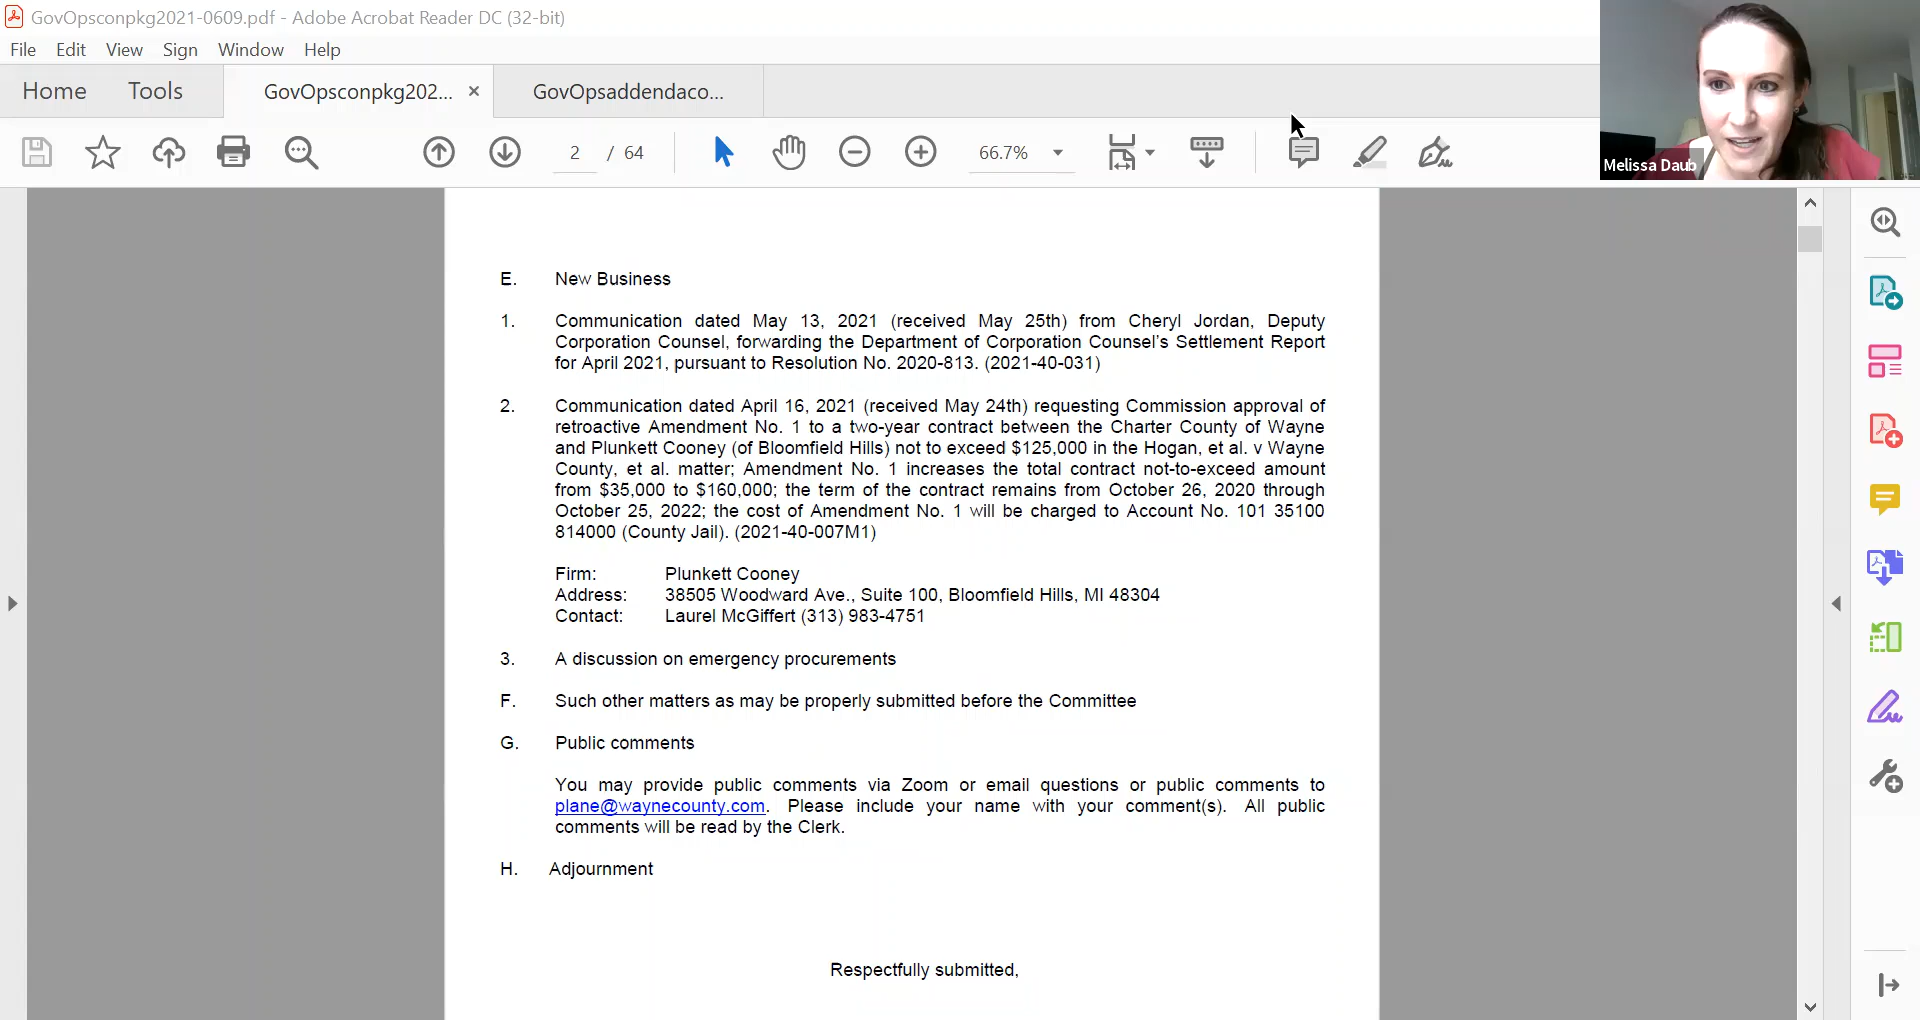 GovOpsconpkg2021-0609.pdf - Adobe Acrobat Reader DC (32-bit)
File Edit View Sign Window Help
Home Tools GovOpsconpkg202... × GovOpsaddendaco...
2 / 64 66.7%
Melissa Daub
E. New Business
1. Communication dated May 13, 2021 (received May 25th) from Cheryl Jordan, Deputy
Corporation Counsel, forwarding the Department of Corporation Counsel's Settlement Report
for April 2021, pursuant to Resolution No. 2020-813. (2021-40-031)
2. Communication dated April 16, 2021 (received May 24th) requesting Commission approval of
retroactive Amendment No. 1 to a two-year contract between the Charter County of Wayne
and Plunkett Cooney (of Bloomfield Hills) not to exceed $125,000 in the Hogan, et al. v Wayne
County, et al. matter; Amendment No. 1 increases the total contract not-to-exceed amount
from $35,000 to $160,000; the term of the contract remains from October 26, 2020 through
October 25, 2022; the cost of Amendment No. 1 will be charged to Account No. 101 35100
814000 (County Jail). (2021-40-007M1)
Firm: Plunkett Cooney
Address: 38505 Woodward Ave., Suite 100, Bloomfield Hills, MI 48304
Contact: Laurel McGiffert (313) 983-4751
3. A discussion on emergency procurements
F. Such other matters as may be properly submitted before the Committee
G. Public comments
You may provide public comments via Zoom or email questions or public comments to
plane@waynecounty.com. Please include your name with your comment(s). All public
comments will be read by the Clerk.
H. Adjournment
Respectfully submitted,